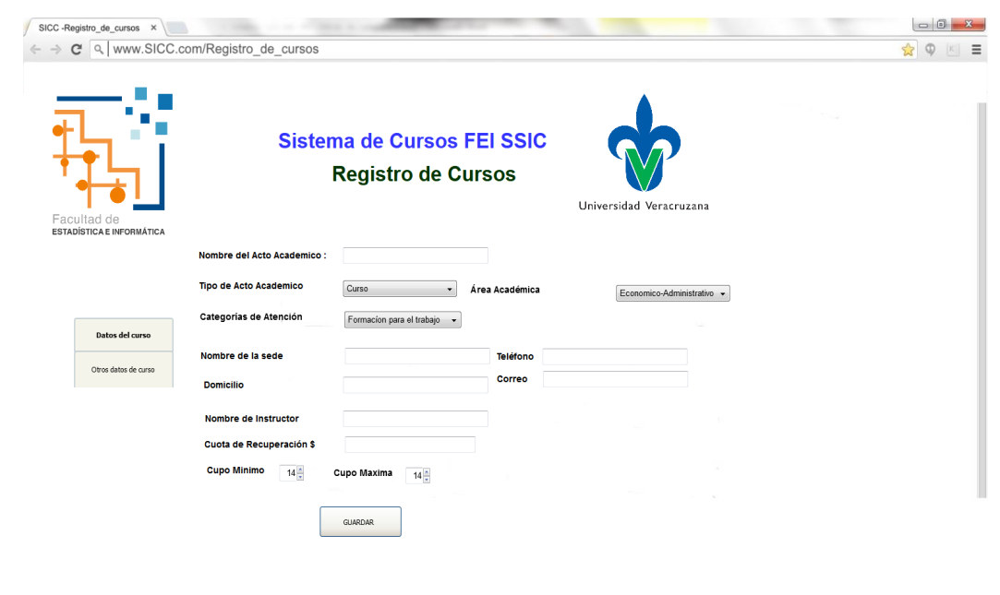 SICC -Registro_de_cursos x
www.SICC.com/Registro_de_cursos
Sistema de Cursos FEI SSIC
Registro de Cursos
Universidad Veracruzana
Facultad de
ESTADÍSTICA E INFORMÁTICA
Nombre del Acto Academico :
Tipo de Acto Academico Curso Área Académica Economico-Administrativo
Categorías de Atención Formacíon para el trabajo
Datos del curso
Otros datos de curso
Nombre de la sede Teléfono
Domicilio Correo
Nombre de Instructor
Cuota de Recuperación $
Cupo Minimo 14 Cupo Maxima 14
GUARDAR